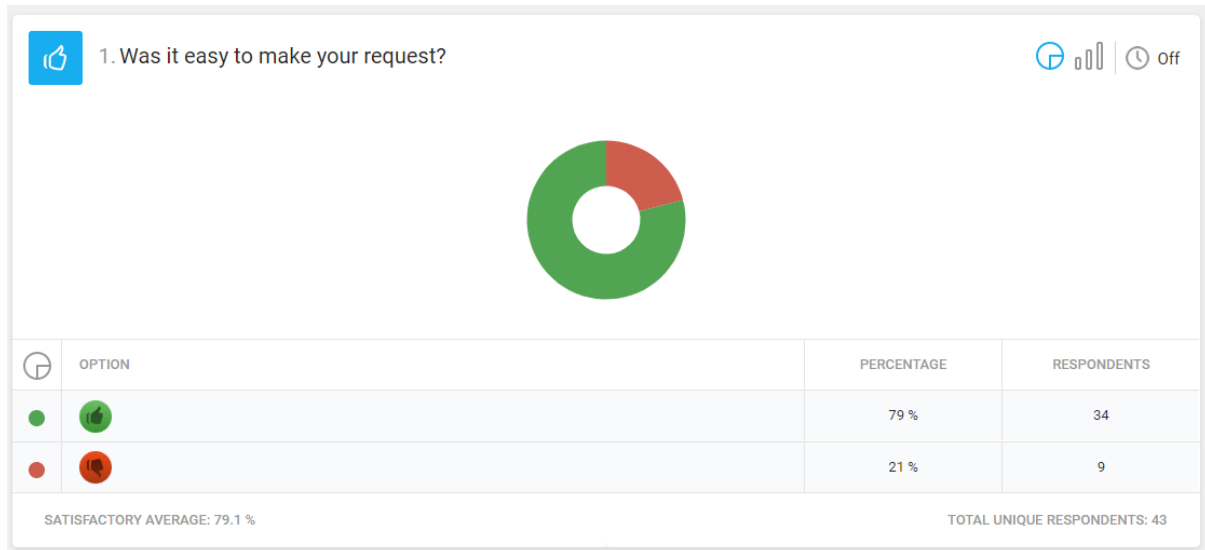 1. Was it easy to make your request?
Off
OPTION PERCENTAGE RESPONDENTS
79 % 34
21 % 9
SATISFACTORY AVERAGE: 79.1 % TOTAL UNIQUE RESPONDENTS: 43